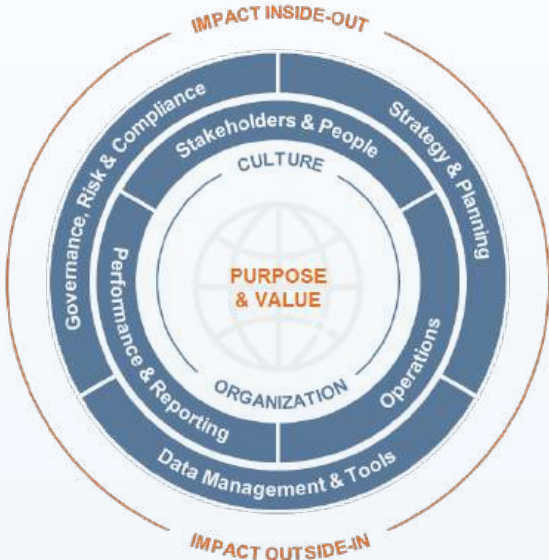 IMPACT INSIDE-OUT
Governance, Risk & Compliance
Strategy & Planning
Stakeholders & People
CULTURE
PURPOSE
& VALUE
Performance & Reporting
Operations
ORGANIZATION
Data Management & Tools
IMPACT OUTSIDE-IN